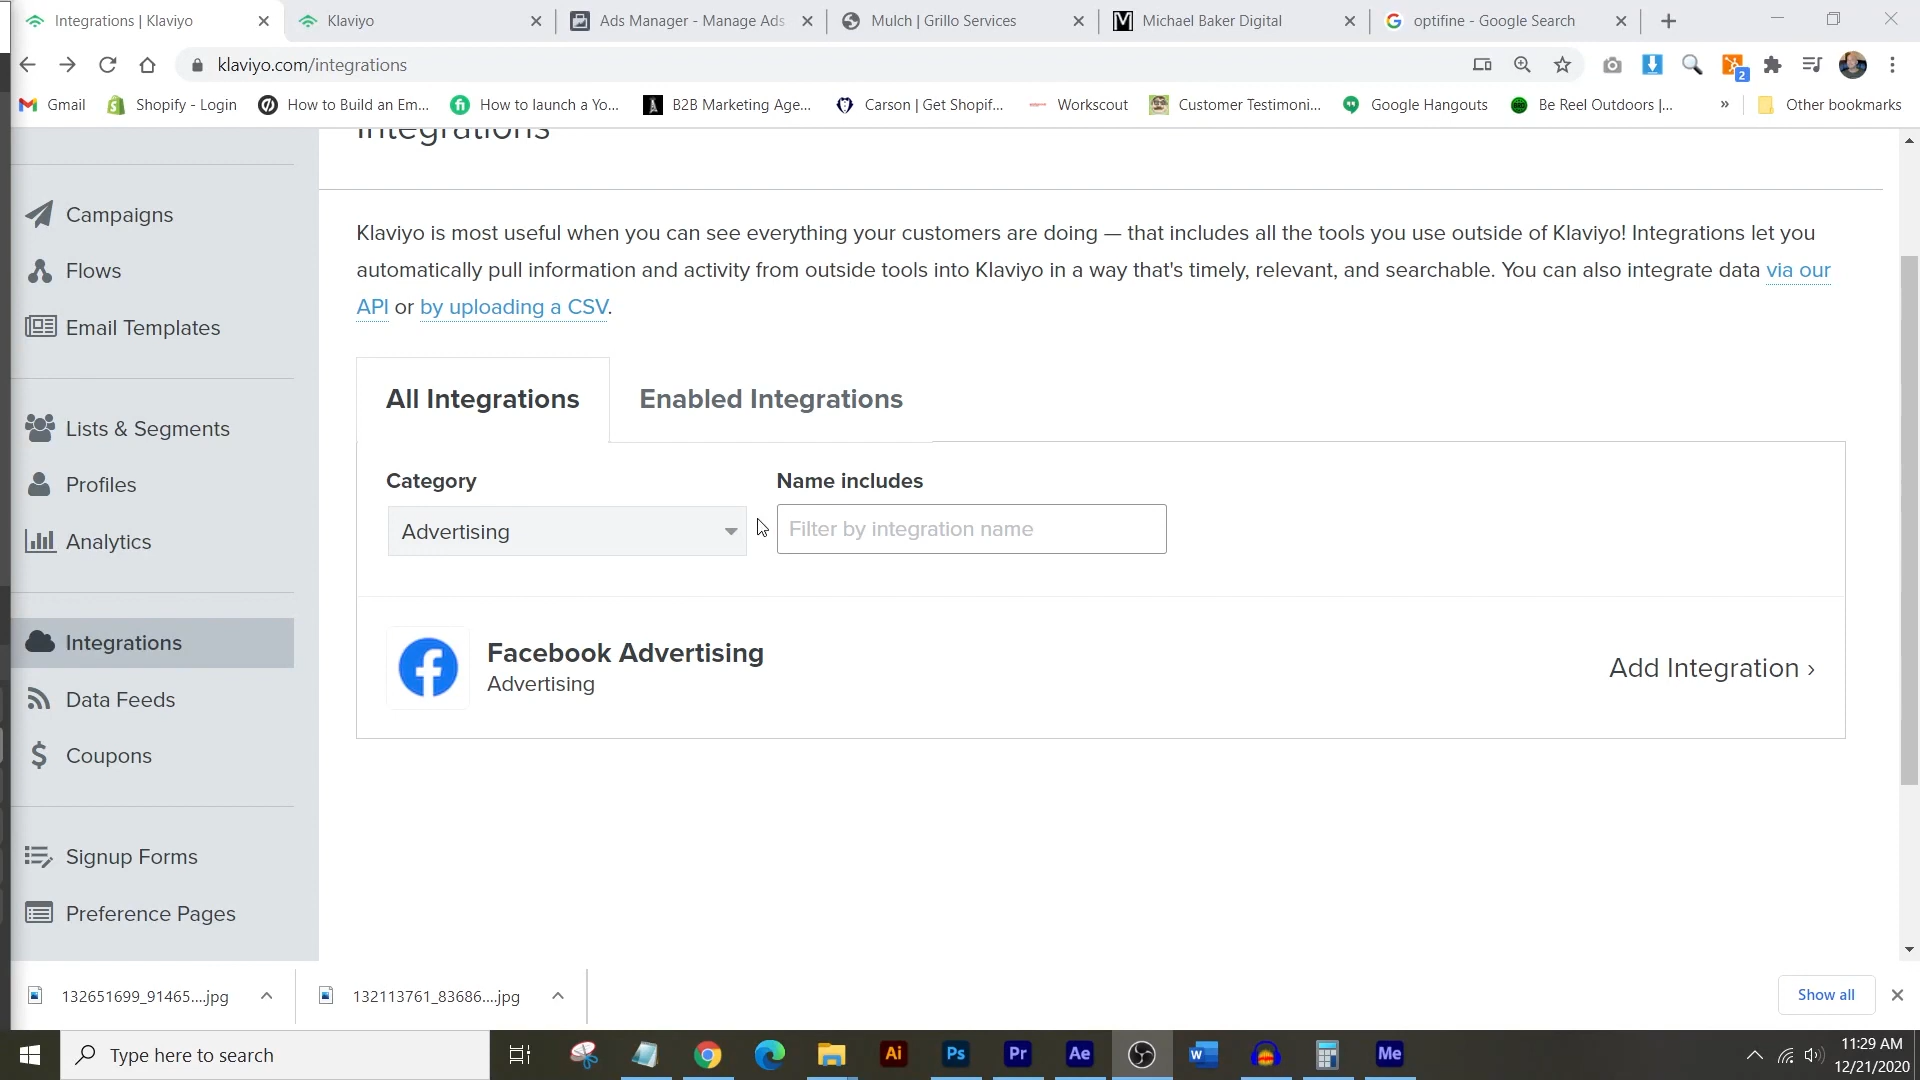 Integrations | Klaviyo
Klaviyo
Ads Manager - Manage Ads
Mulch | Grillo Services
Michael Baker Digital
optifine - Google Search
klaviyo.com/integrations
2
Gmail
Shopify - Login
How to Build an Em...
How to launch a Yo...
B2B Marketing Age...
Carson | Get Shopif...
Workscout
Customer Testimoni...
Google Hangouts
Be Reel Outdoors |...
»
Other bookmarks
Integrations
Campaigns
Flows
Email Templates
Lists & Segments
Profiles
Analytics
Integrations
Data Feeds
Coupons
Signup Forms
Preference Pages
Klaviyo is most useful when you can see everything your customers are doing — that includes all the tools you use outside of Klaviyo! Integrations let you
automatically pull information and activity from outside tools into Klaviyo in a way that's timely, relevant, and searchable. You can also integrate data via our
API or by uploading a CSV.
All Integrations
Enabled Integrations
Category
Name includes
Advertising
Filter by integration name
Facebook Advertising
Advertising
Add Integration ›
132651699_91465....jpg
132113761_83686....jpg
Show all
Type here to search
Ai
Ps
Pr
Ae
W
Me
11:29 AM
12/21/2020